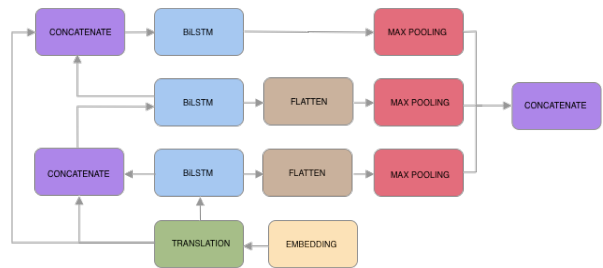 CONCATENATE
BiLSTM
MAX POOLING
BiLSTM
FLATTEN
MAX POOLING
CONCATENATE
CONCATENATE
BiLSTM
FLATTEN
MAX POOLING
TRANSLATION
EMBEDDING